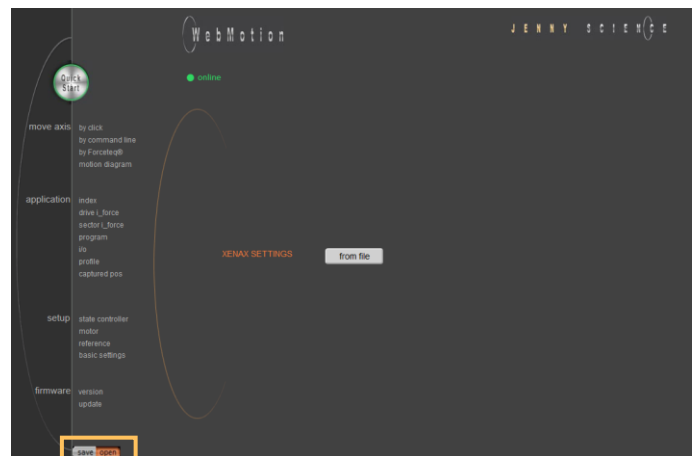 WebMotion
JENNY SCIENCE
Quick
Start
online
move axis
by click
by command line
by Forceteq®
motion diagram
application
index
drive i_force
sector i_force
program
i/o
profile
captured pos
XENAX SETTINGS
from file
setup
state controller
motor
reference
basic settings
firmware
version
update
save open